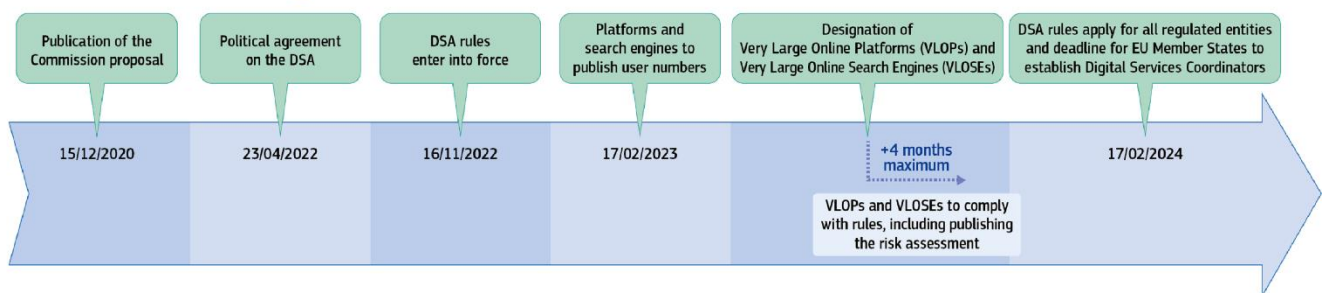 Publication of the
Commission proposal
Political agreement
on the DSA
DSA rules
enter into force
Platforms and
search engines to
publish user numbers
Designation of
Very Large Online Platforms (VLOPs) and
Very Large Online Search Engines (VLOSEs)
DSA rules apply for all regulated entities
and deadline for EU Member States to
establish Digital Services Coordinators
15/12/2020
23/04/2022
16/11/2022
17/02/2023
+4 months
maximum
VLOPs and VLOSEs to comply
with rules, including publishing
the risk assessment
17/02/2024